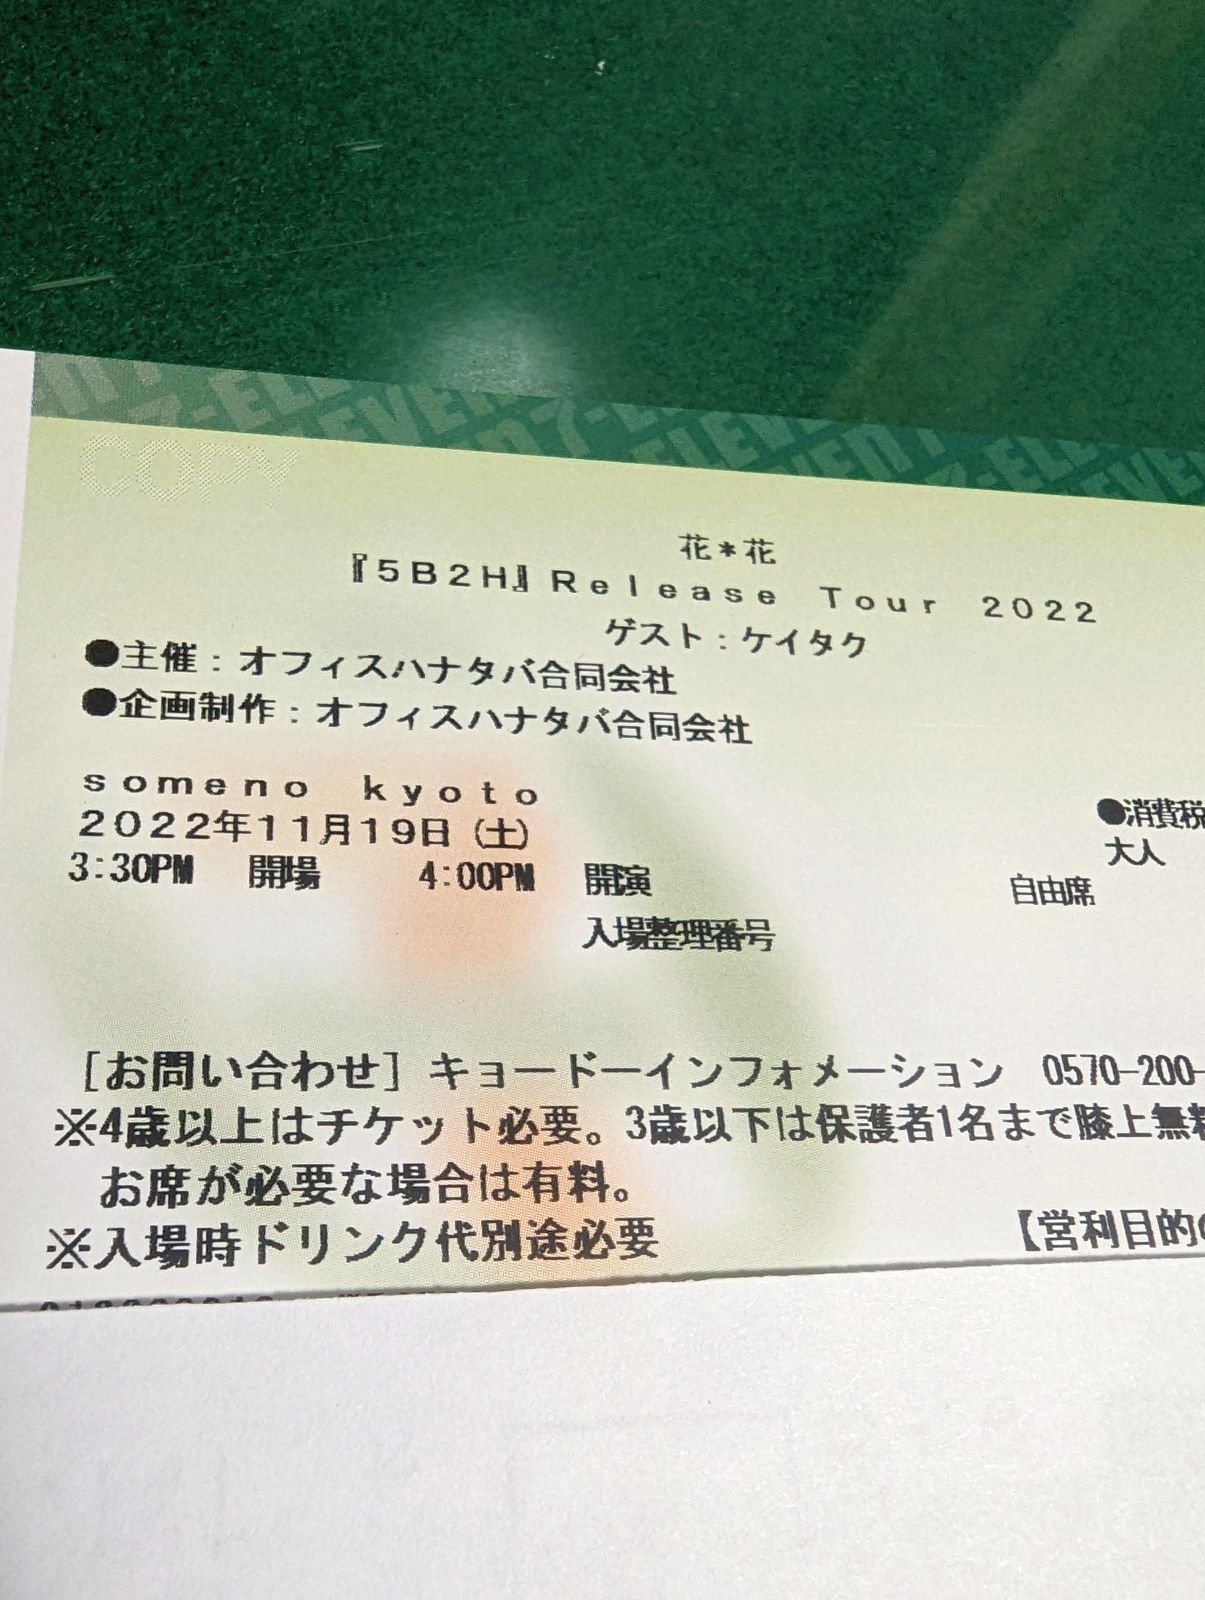 7-ELEVEN 7-ELEVEN 7-ELEVEN
COPY
花*花
『5B2H』Release Tour 2022
ゲスト:ケイタク
●主催:オフィスハナタバ合同会社
●企画制作:オフィスハナタバ合同会社
someno kyoto
2022年11月19日(土)
●消費税
3:30PM 開場 4:00PM 開演
大人
自由席
入場整理番号
[お問い合わせ]キョードーインフォメーション 0570-200-
※4歳以上はチケット必要。3歳以下は保護者1名まで膝上無料
お席が必要な場合は有料。
※入場時ドリンク代別途必要
【営利目的の